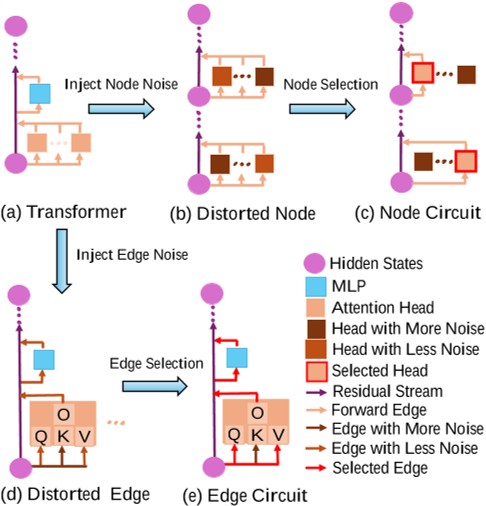 Inject Node Noise
Node Selection
(a) Transformer
(b) Distorted Node
(c) Node Circuit
Inject Edge Noise
Hidden States
MLP
Attention Head
Head with More Noise
Head with Less Noise
Selected Head
Residual Stream
Forward Edge
Edge with More Noise
Edge with Less Noise
Selected Edge
Edge Selection
O
Q K V
O
Q K V
(d) Distorted Edge
(e) Edge Circuit